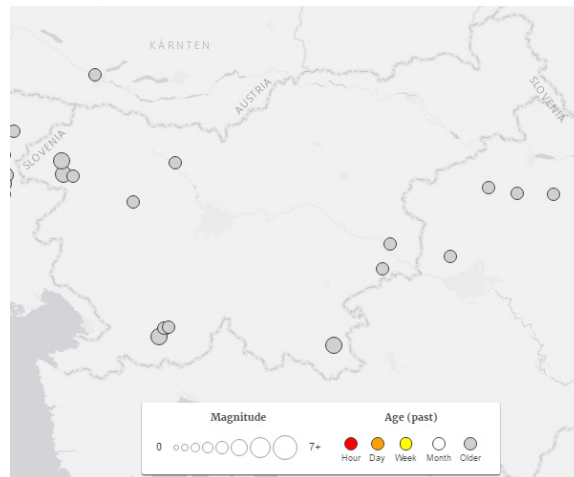 KÄRNTEN
AUSTRIA
SLOVENIA
SLOVENIA
Magnitude
Age (past)
0
7+
Hour
Day
Week
Month
Older